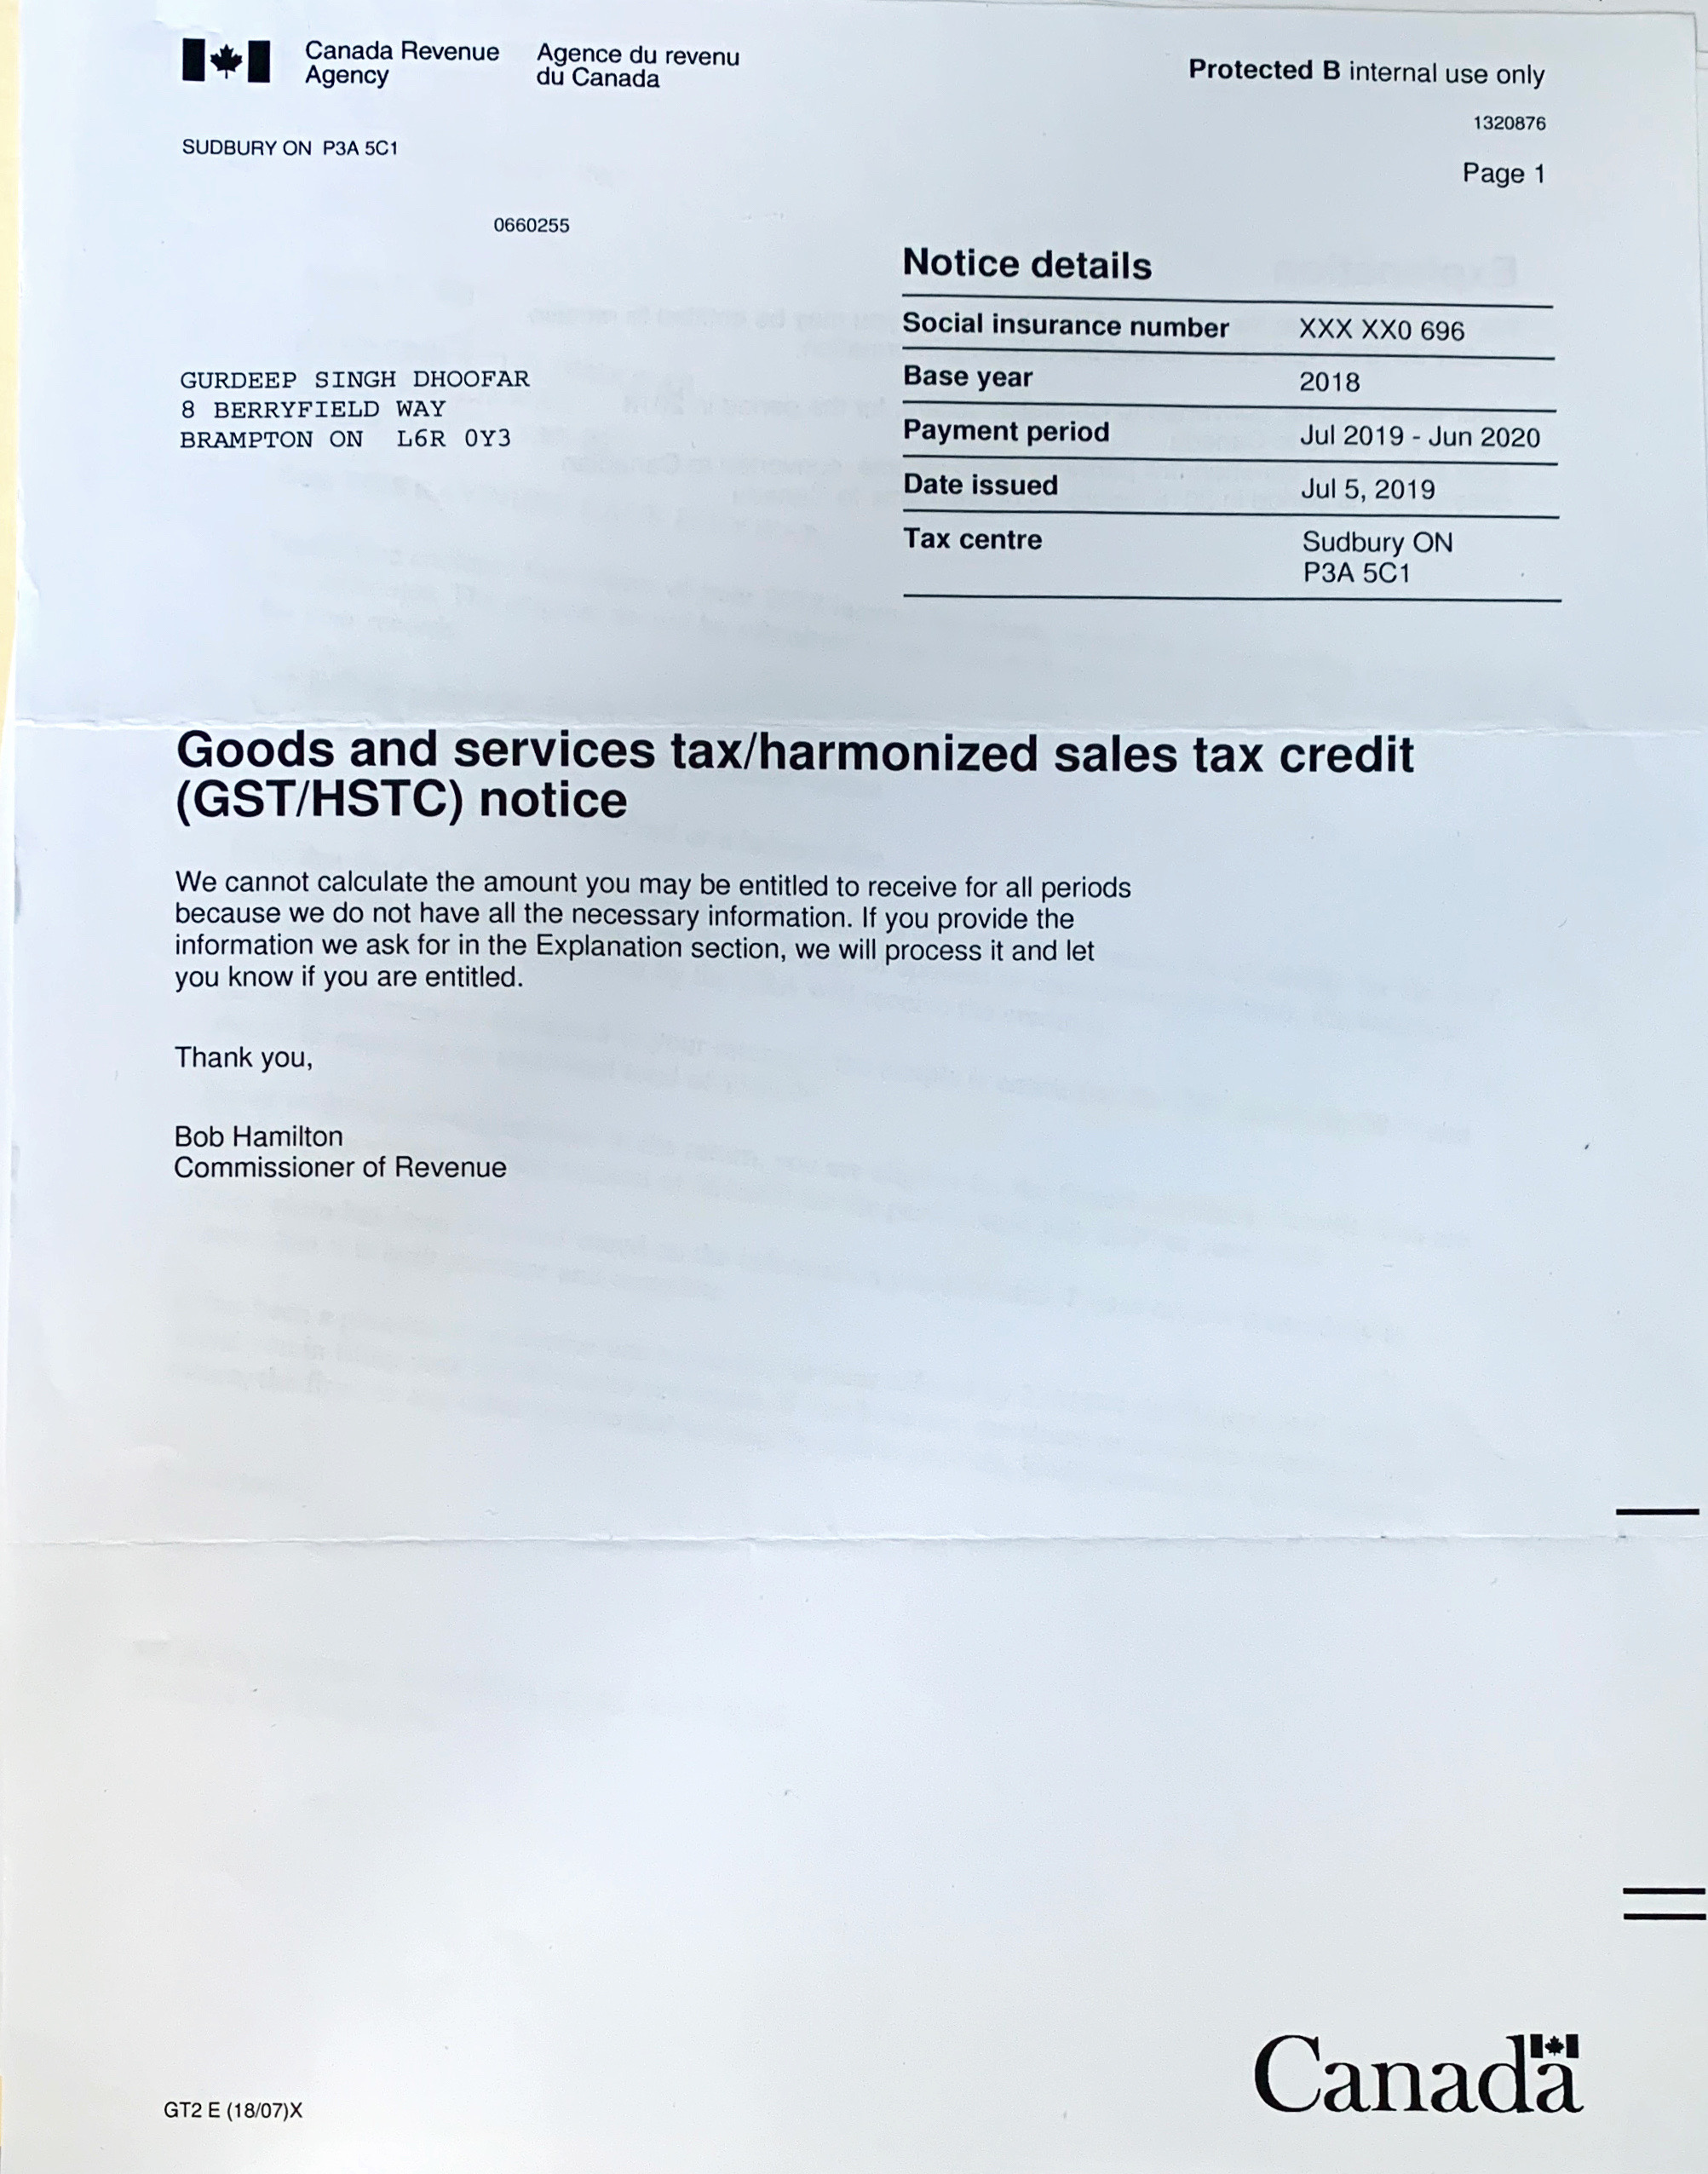 Canada Revenue Agency
Agence du revenu du Canada
Protected B internal use only
1320876
SUDBURY ON P3A 5C1
Page 1
0660255
Notice details
Social insurance number XXX XX0 696
Base year 2018
Payment period Jul 2019 - Jun 2020
Date issued Jul 5, 2019
Tax centre Sudbury ON
P3A 5C1
GURDEEP SINGH DHOOFAR
8 BERRYFIELD WAY
BRAMPTON ON L6R 0Y3
Goods and services tax/harmonized sales tax credit
(GST/HSTC) notice
We cannot calculate the amount you may be entitled to receive for all periods
because we do not have all the necessary information. If you provide the
information we ask for in the Explanation section, we will process it and let
you know if you are entitled.
Thank you,
Bob Hamilton
Commissioner of Revenue
Canada
GT2 E (18/07)X